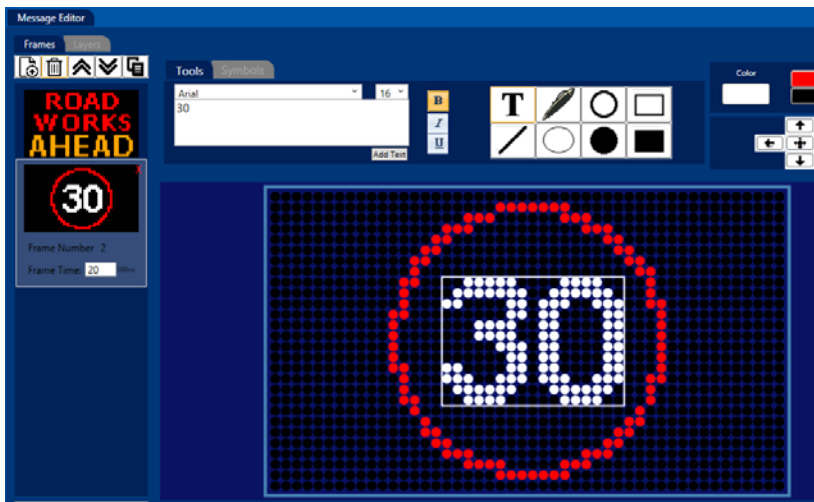 Message Editor
Frames Layers
Tools Symbols
Color
Arial 16 B
30
I
U
T
Add Text
ROAD
WORKS
AHEAD
30
X
Frame Number 2
Frame Time: 20 100ms
30